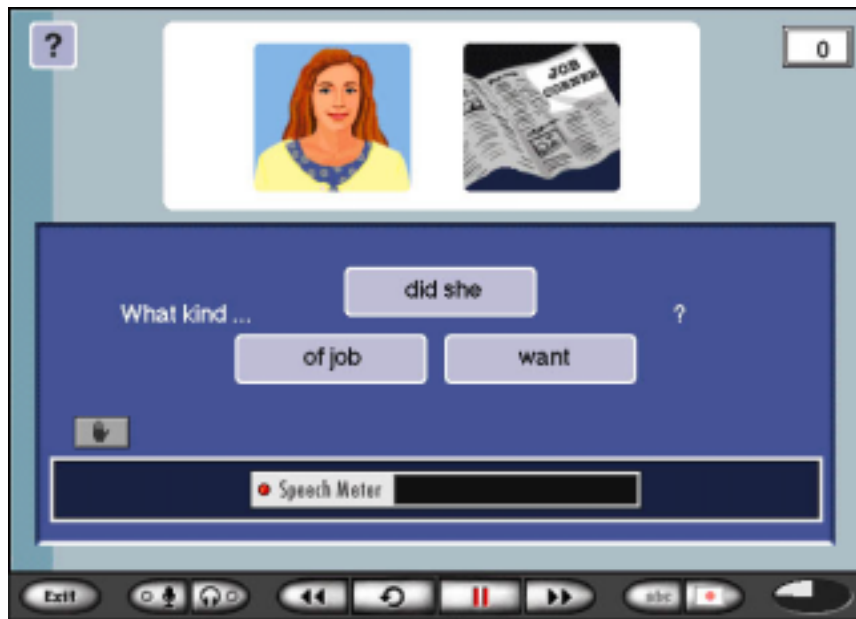 ?
0
JOB
CORNER
did she
What kind ...
?
of job
want
Speech Meter
Exit
abc